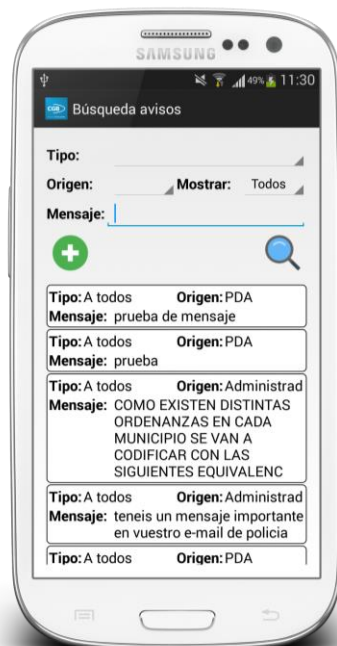 SAMSUNG
49% 11:30
CGB Búsqueda avisos
Tipo:
Origen: Mostrar: Todos
Mensaje:
Tipo: A todos Origen: PDA
Mensaje: prueba de mensaje
Tipo: A todos Origen: PDA
Mensaje: prueba
Tipo: A todos Origen: Administrad
Mensaje: COMO EXISTEN DISTINTAS
ORDENANZAS EN CADA
MUNICIPIO SE VAN A
CODIFICAR CON LAS
SIGUIENTES EQUIVALENC
Tipo: A todos Origen: Administrad
Mensaje: teneis un mensaje importante
en vuestro e-mail de policia
Tipo: A todos Origen: PDA